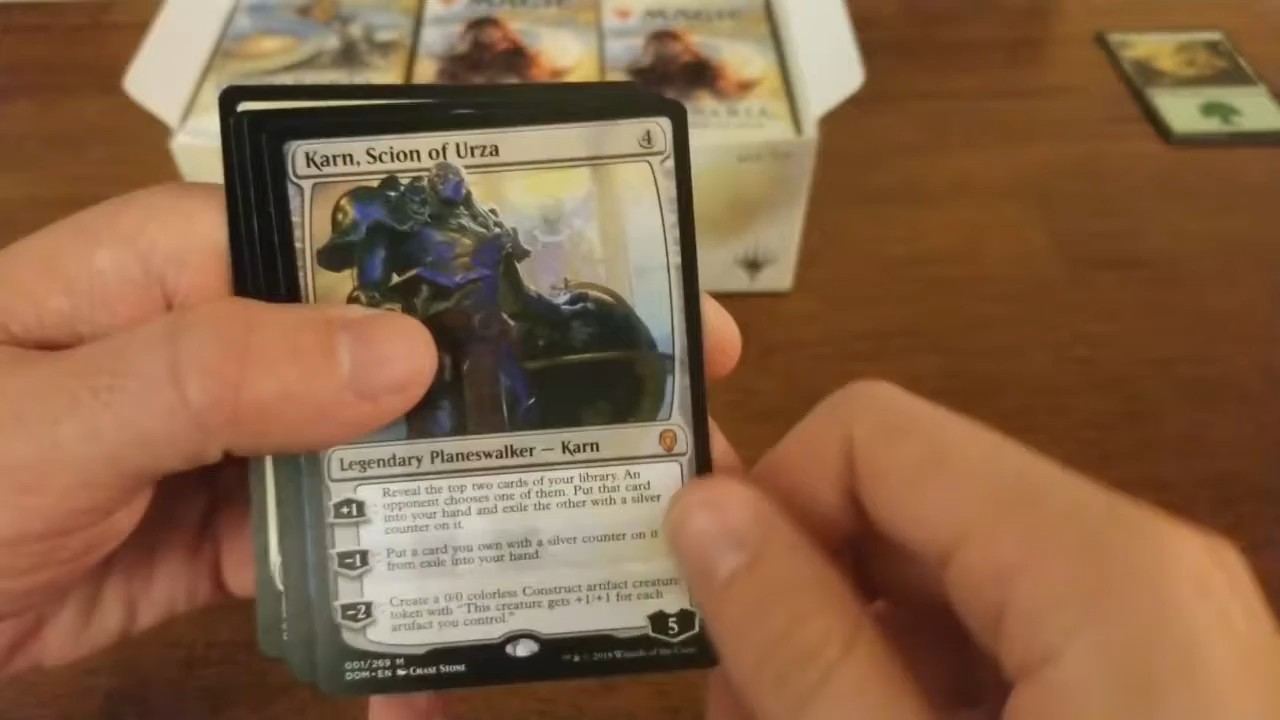 MAGIC
MAGIC
Karn, Scion of Urza
4
Legendary Planeswalker — Karn
+1
Reveal the top two cards of your library. An
opponent chooses one of them. Put that card
into your hand and exile the other with a silver
counter on it.
−1
Put a card you own with a silver counter on it
from exile into your hand.
−2
Create a 0/0 colorless Construct artifact creature
token with "This creature gets +1/+1 for each
artifact you control."
5
001/269 M
DOM • EN CHASE STONE
™ & © 2018 Wizards of the Coast